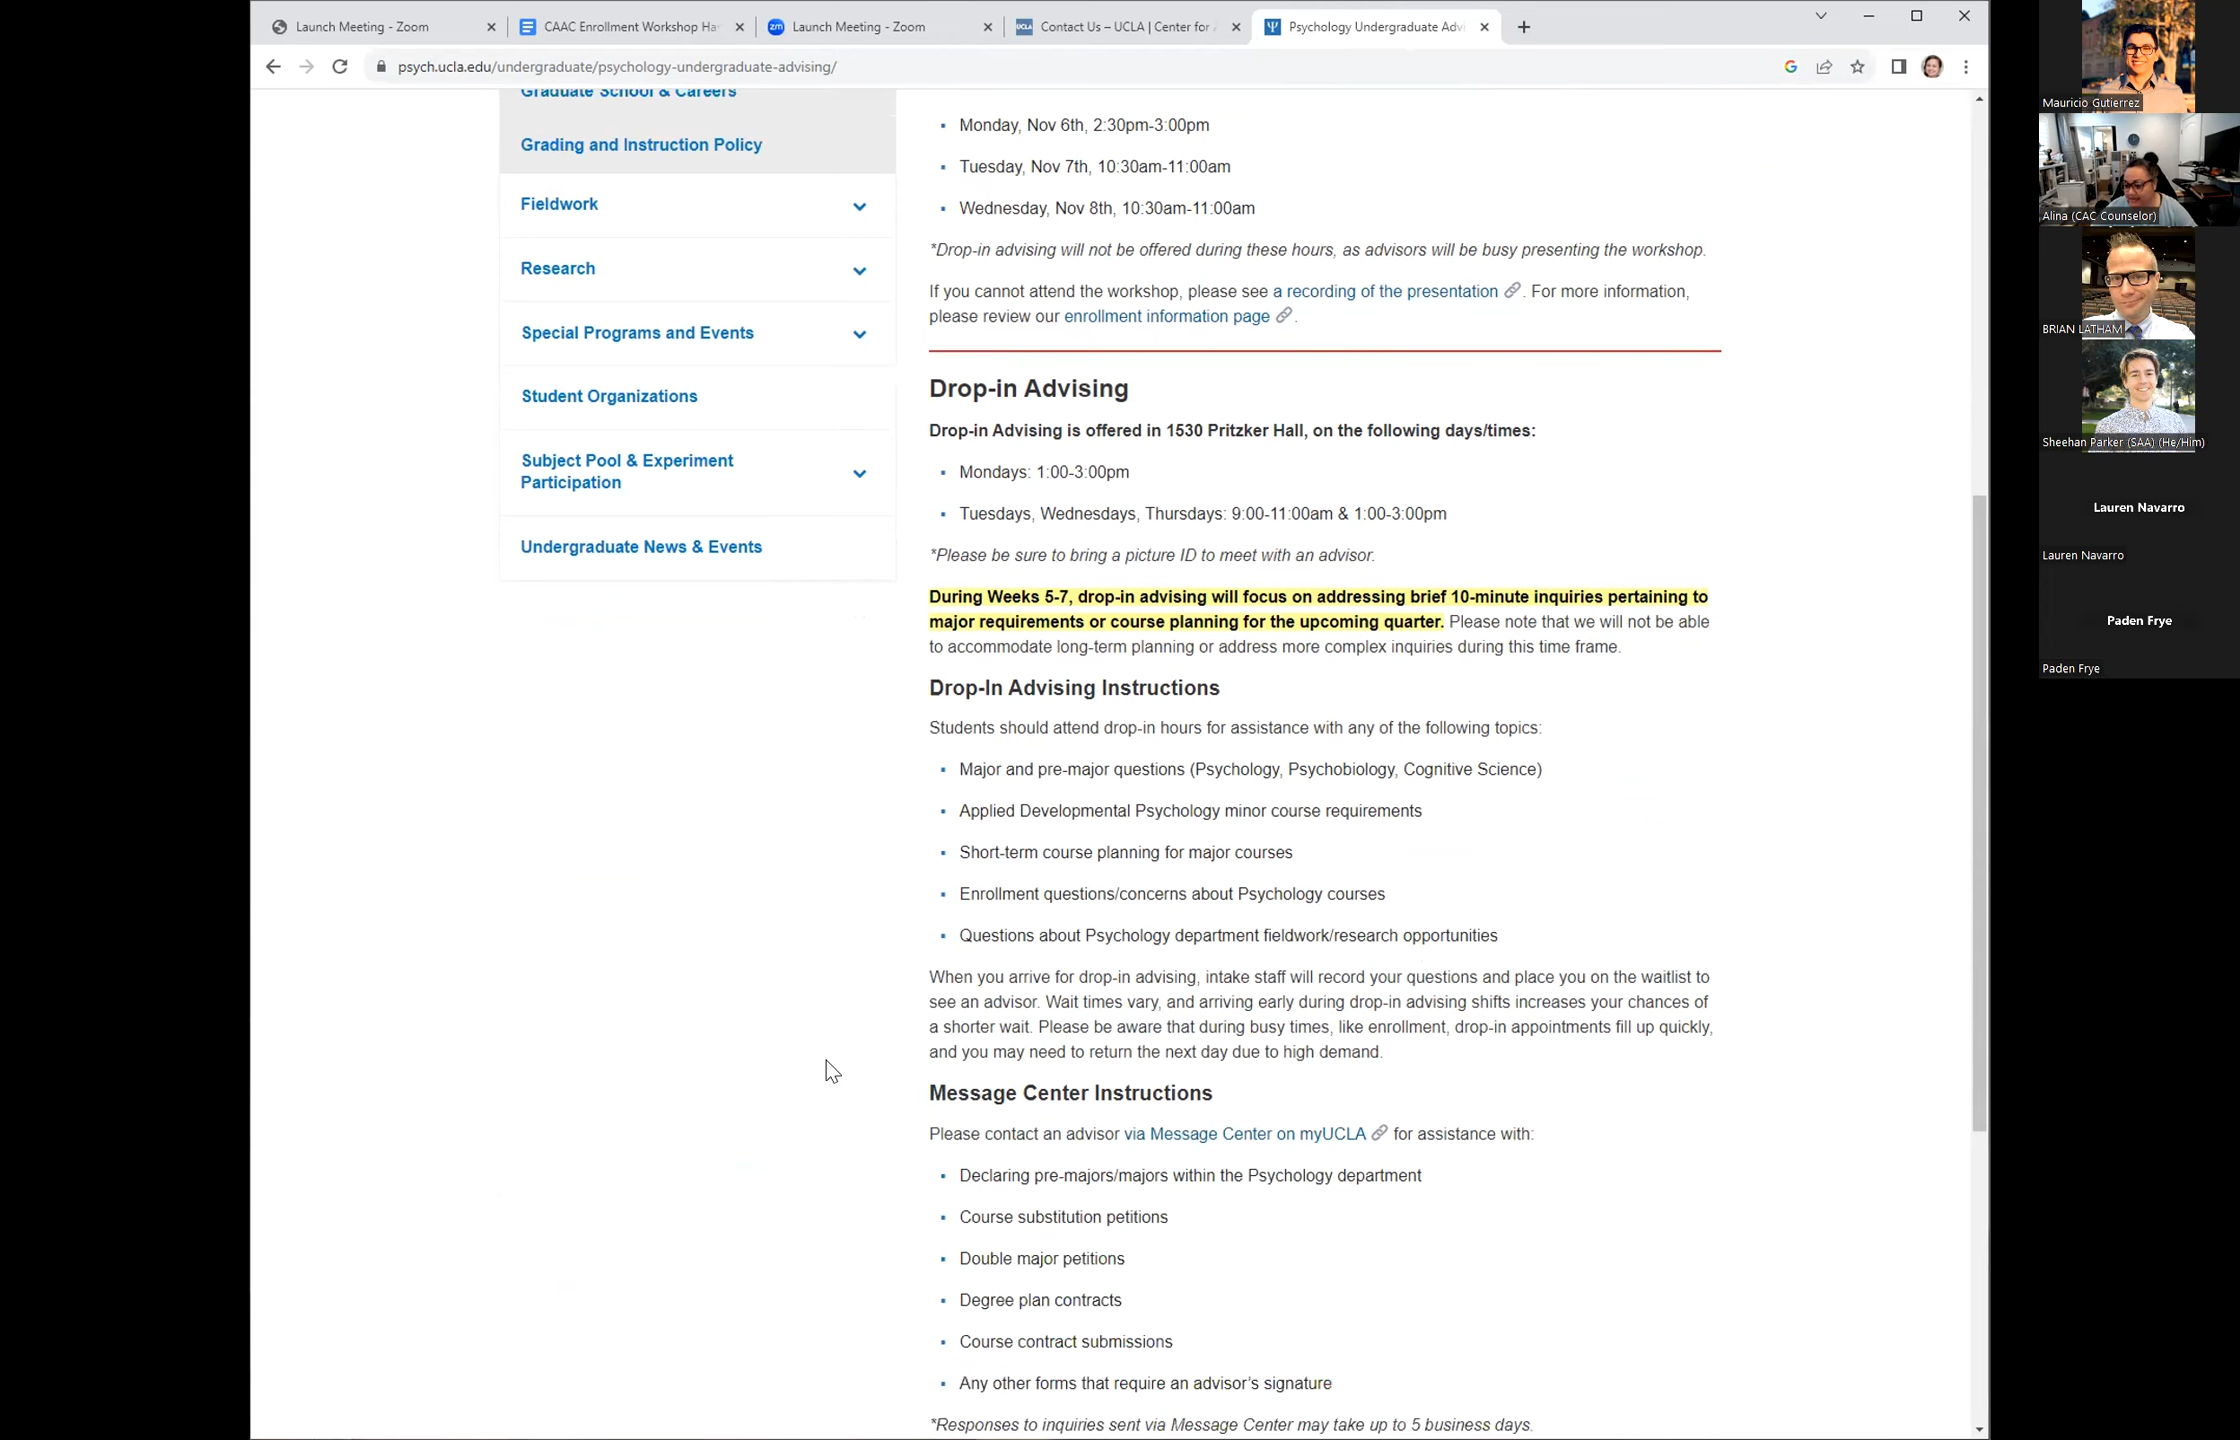 Launch Meeting - Zoom
CAAC Enrollment Workshop Ha
Launch Meeting - Zoom
Contact Us – UCLA | Center for A
Psychology Undergraduate Advi
psych.ucla.edu/undergraduate/psychology-undergraduate-advising/
Graduate School & Careers
Grading and Instruction Policy
Fieldwork
Research
Special Programs and Events
Student Organizations
Subject Pool & Experiment
Participation
Undergraduate News & Events
Monday, Nov 6th, 2:30pm-3:00pm
Tuesday, Nov 7th, 10:30am-11:00am
Wednesday, Nov 8th, 10:30am-11:00am
*Drop-in advising will not be offered during these hours, as advisors will be busy presenting the workshop.
If you cannot attend the workshop, please see a recording of the presentation . For more information,
please review our enrollment information page .
Drop-in Advising
Drop-in Advising is offered in 1530 Pritzker Hall, on the following days/times:
Mondays: 1:00-3:00pm
Tuesdays, Wednesdays, Thursdays: 9:00-11:00am & 1:00-3:00pm
*Please be sure to bring a picture ID to meet with an advisor.
During Weeks 5-7, drop-in advising will focus on addressing brief 10-minute inquiries pertaining to
major requirements or course planning for the upcoming quarter. Please note that we will not be able
to accommodate long-term planning or address more complex inquiries during this time frame.
Drop-In Advising Instructions
Students should attend drop-in hours for assistance with any of the following topics:
Major and pre-major questions (Psychology, Psychobiology, Cognitive Science)
Applied Developmental Psychology minor course requirements
Short-term course planning for major courses
Enrollment questions/concerns about Psychology courses
Questions about Psychology department fieldwork/research opportunities
When you arrive for drop-in advising, intake staff will record your questions and place you on the waitlist to
see an advisor. Wait times vary, and arriving early during drop-in advising shifts increases your chances of
a shorter wait. Please be aware that during busy times, like enrollment, drop-in appointments fill up quickly,
and you may need to return the next day due to high demand.
Message Center Instructions
Please contact an advisor via Message Center on myUCLA for assistance with:
Declaring pre-majors/majors within the Psychology department
Course substitution petitions
Double major petitions
Degree plan contracts
Course contract submissions
Any other forms that require an advisor's signature
*Responses to inquiries sent via Message Center may take up to 5 business days.
Mauricio Gutierrez
Alina (CAC Counselor)
BRIAN LATHAM
Sheehan Parker (SAA) (He/Him)
Lauren Navarro
Lauren Navarro
Paden Frye
Paden Frye